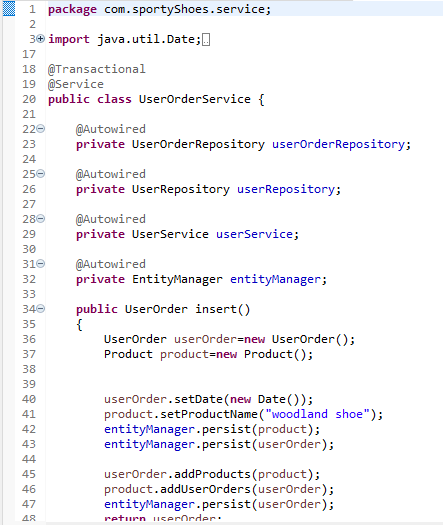 1 package com.sportyShoes.service;
2
3 import java.util.Date;
17
18 @Transactional
19 @Service
20 public class UserOrderService {
21
22 @Autowired
23 private UserOrderRepository userOrderRepository;
24
25 @Autowired
26 private UserRepository userRepository;
27
28 @Autowired
29 private UserService userService;
30
31 @Autowired
32 private EntityManager entityManager;
33
34 public UserOrder insert()
35 {
36 UserOrder userOrder=new UserOrder();
37 Product product=new Product();
38
39
40 userOrder.setDate(new Date());
41 product.setProductName("woodland shoe");
42 entityManager.persist(product);
43 entityManager.persist(userOrder);
44
45 userOrder.addProducts(product);
46 product.addUserOrders(userOrder);
47 entityManager.persist(userOrder);
48 return userOrder;